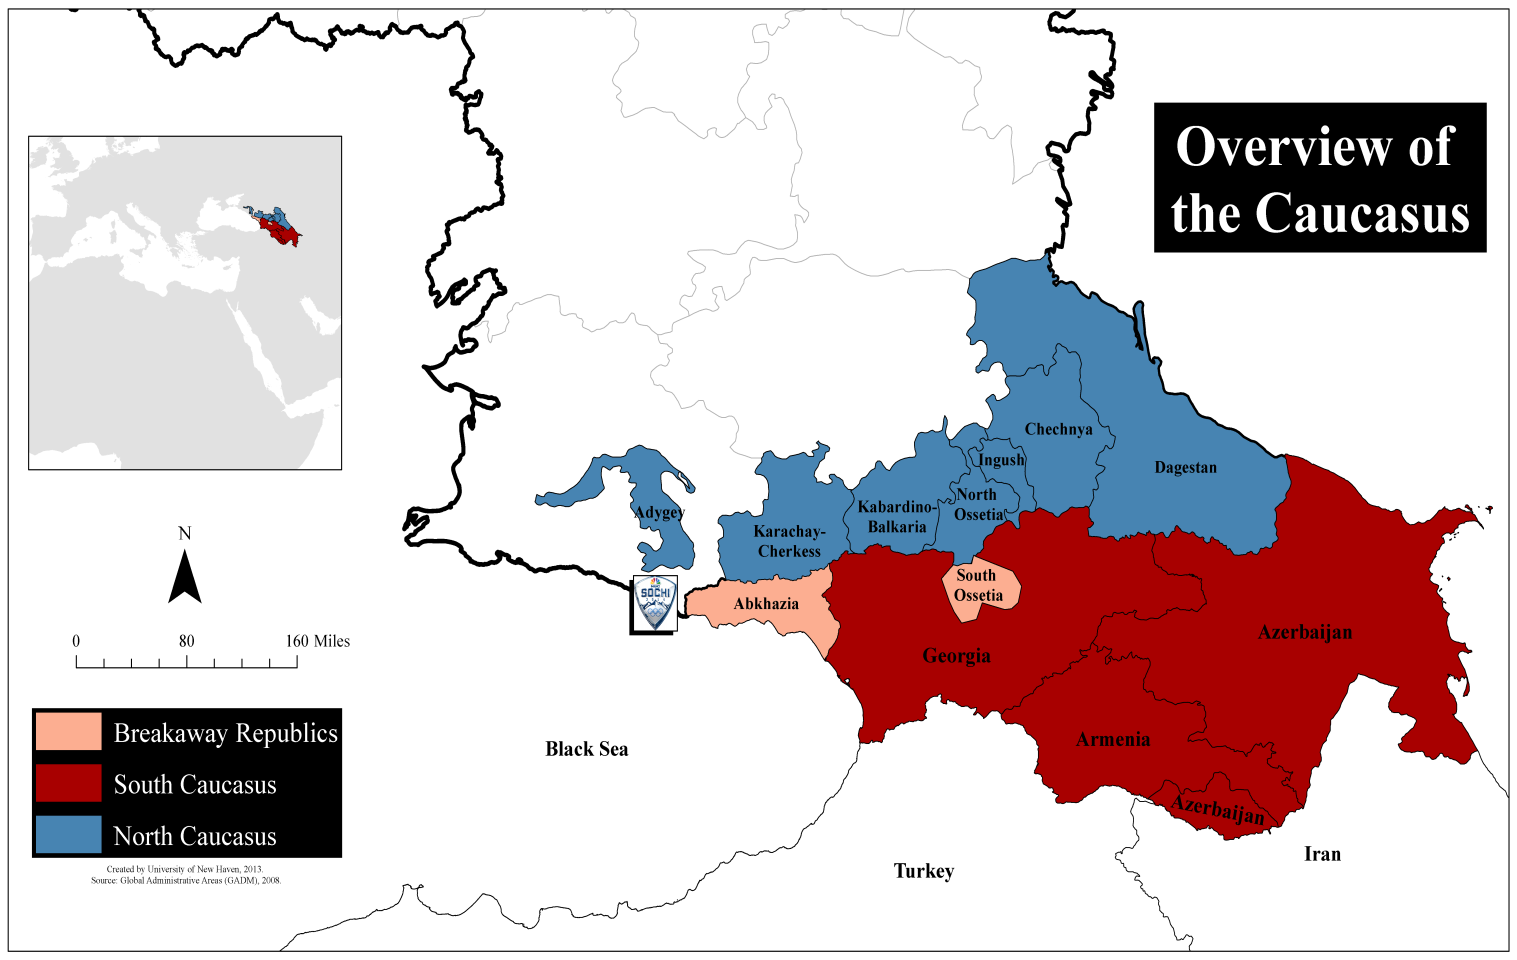 Overview of
the Caucasus
Chechnya
Ingush
Dagestan
North
Ossetia
Kabardino-
Balkaria
Adygey
Karachay-
Cherkess
N
South
Ossetia
SOCHI
Abkhazia
0 80 160 Miles
Azerbaijan
Georgia
Armenia
Black Sea
Azerbaijan
Iran
Turkey
Breakaway Republics
South Caucasus
North Caucasus
Created by University of New Haven, 2013.
Source: Global Administrative Areas (GADM), 2008.